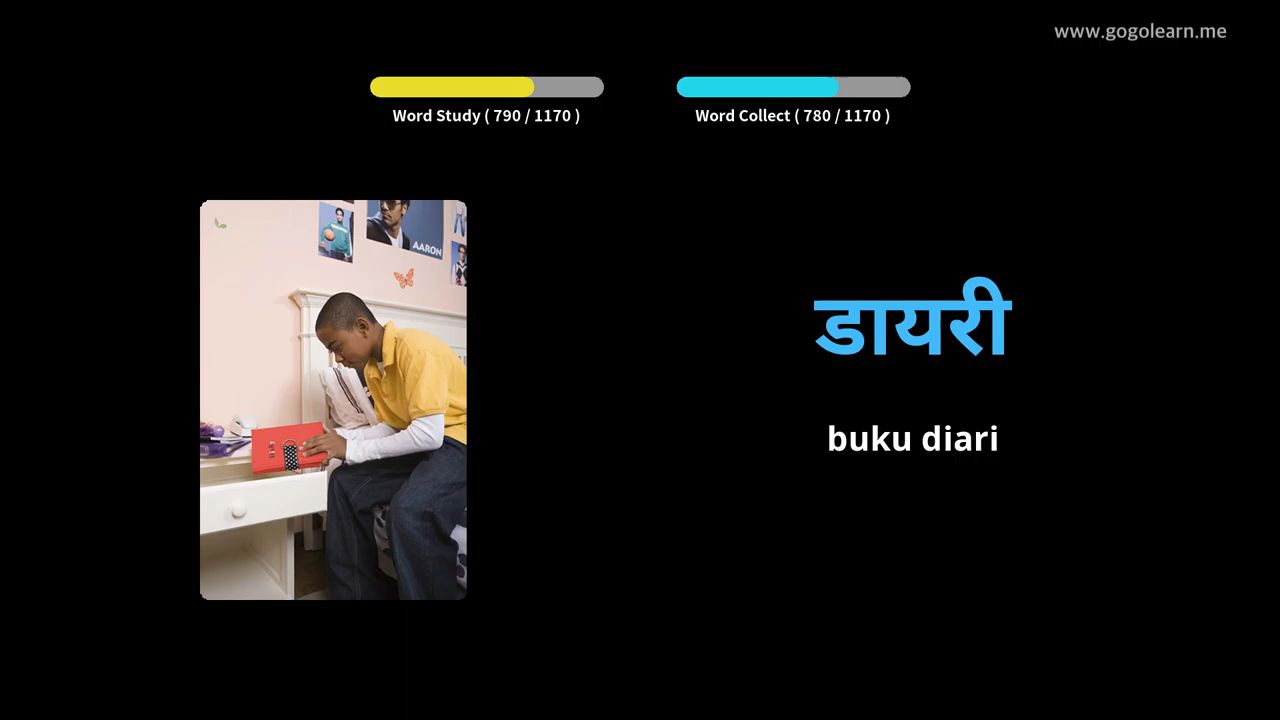 www.gogolearn.me
Word Study ( 790 / 1170 )
Word Collect ( 780 / 1170 )
AARON
डायरी
buku diari